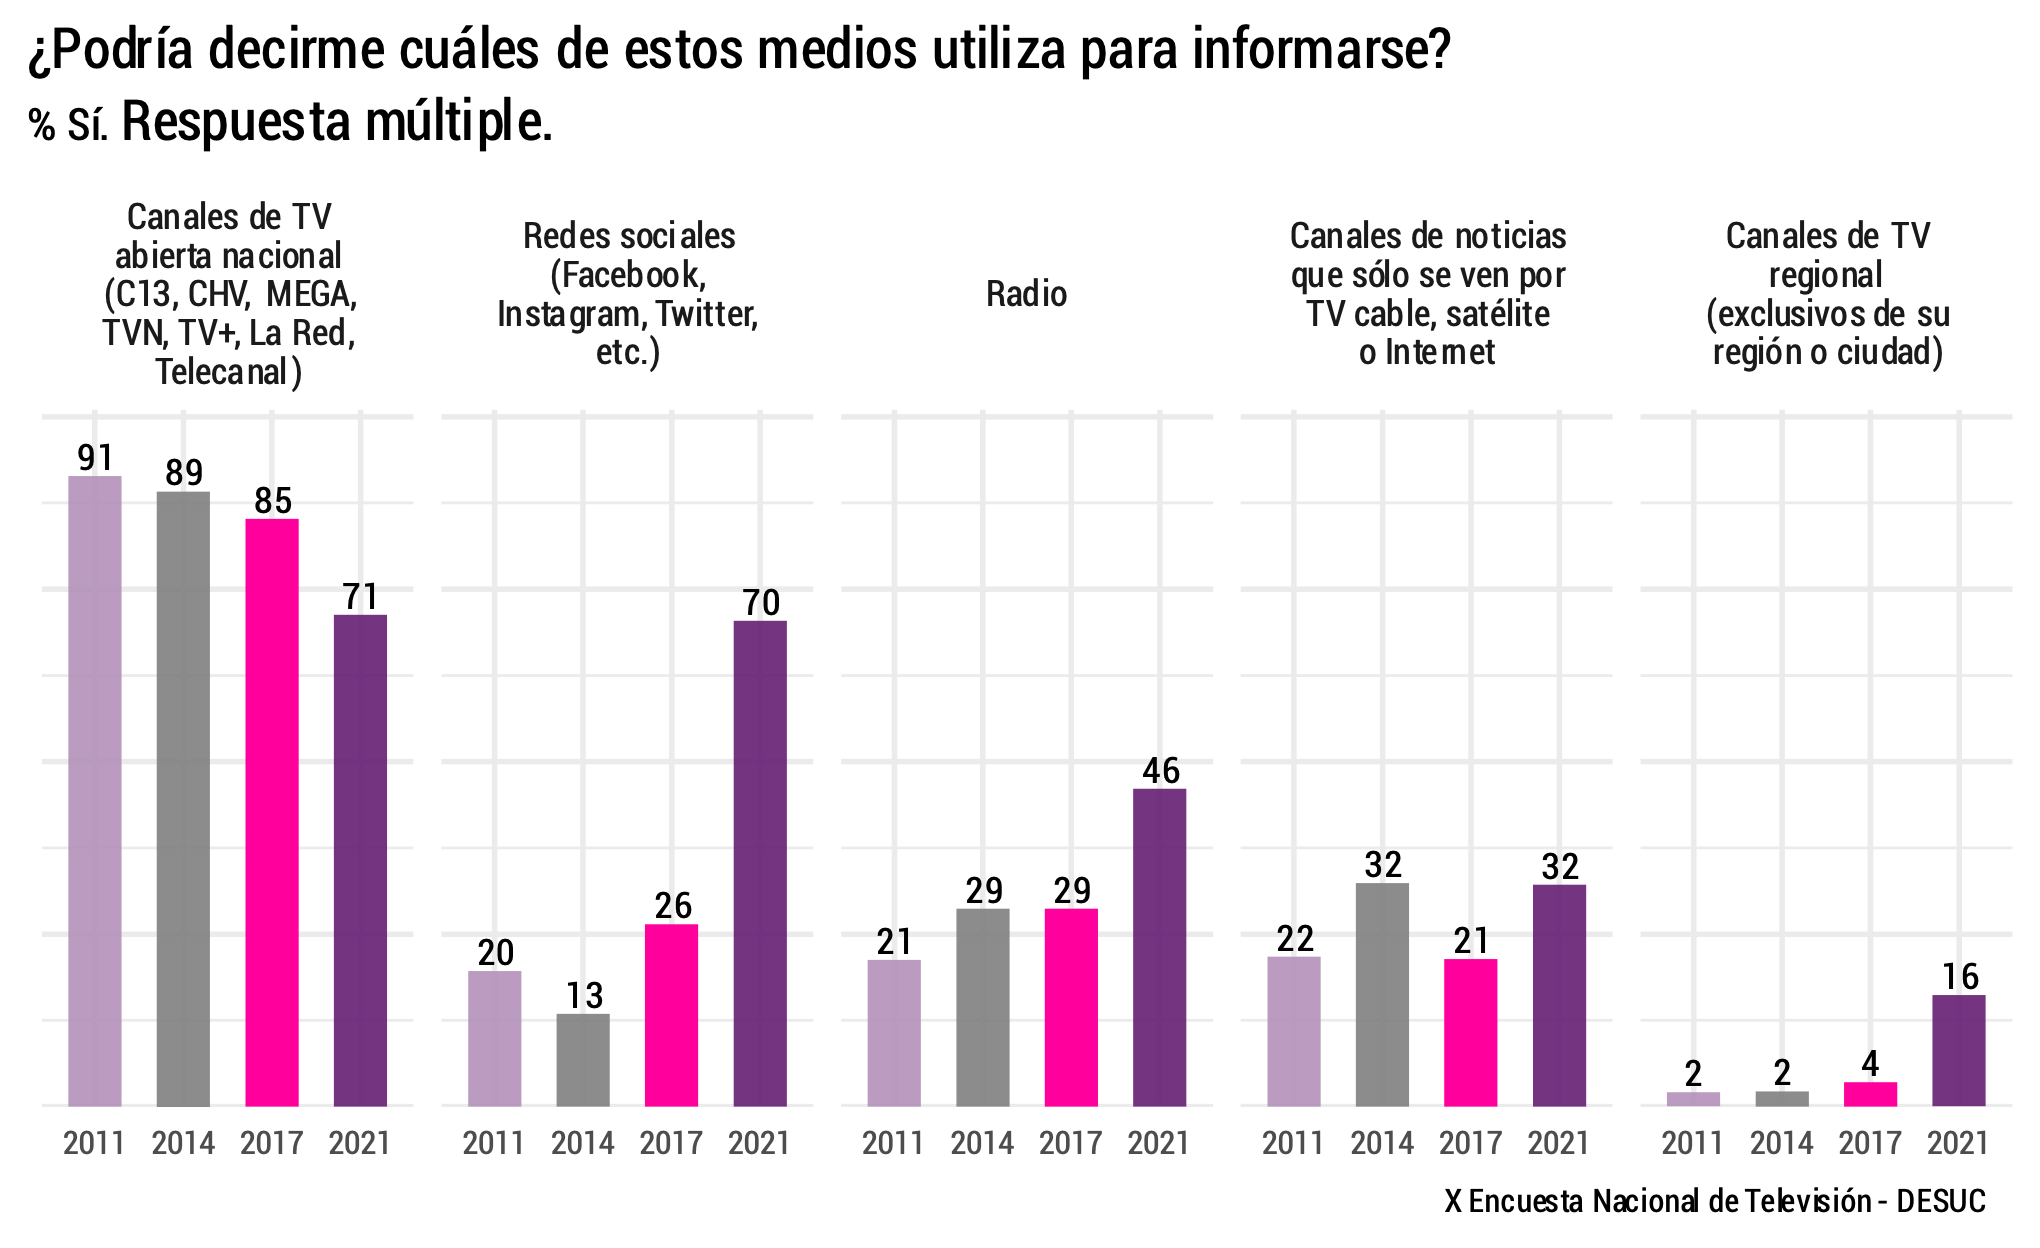 ¿Podría decirme cuáles de estos medios utiliza para informarse?
% Sí. Respuesta múltiple.
Canales de TV
abierta nacional
(C13, CHV, MEGA,
TVN, TV+, La Red,
Telecanal)
91
89
85
71
2011 2014 2017 2021
Redes sociales
(Facebook,
Instagram, Twitter,
etc.)
20
13
26
70
2011 2014 2017 2021
Radio
21
29
29
46
2011 2014 2017 2021
Canales de noticias
que sólo se ven por
TV cable, satélite
o Internet
22
32
21
32
2011 2014 2017 2021
Canales de TV
regional
(exclusivos de su
región o ciudad)
2
2
4
16
2011 2014 2017 2021
X Encuesta Nacional de Televisión - DESUC